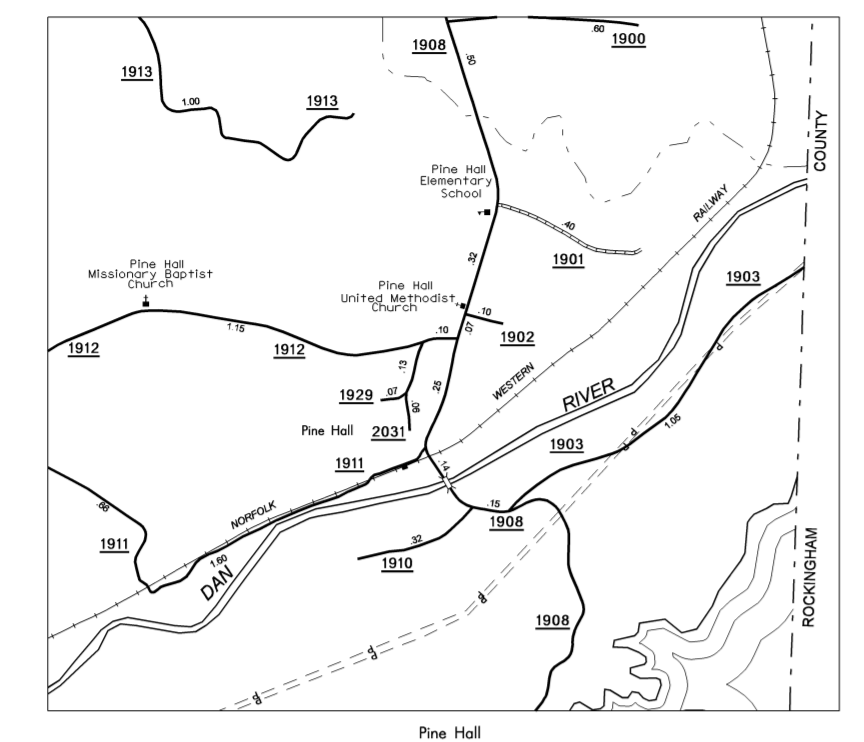 1908
.60
1900
1913
.50
1.00
1913
COUNTY
Pine Hall
Elementary
School
RAILWAY
.40
1901
.32
1903
Pine Hall
Missionary Baptist
Church
Pine Hall
United Methodist
Church
.10
.07
1902
1912
1.15
1912
.10
.13
WESTERN
.25
RIVER
1929
.07
.06
P
Pine Hall
2031
1.05
P
P
1903
1911
.14
.15
1908
.66
NORFOLK
1911
1.60
.32
1910
DAN
ROCKINGHAM
P
P
1908
P
P
P
P
Pine Hall